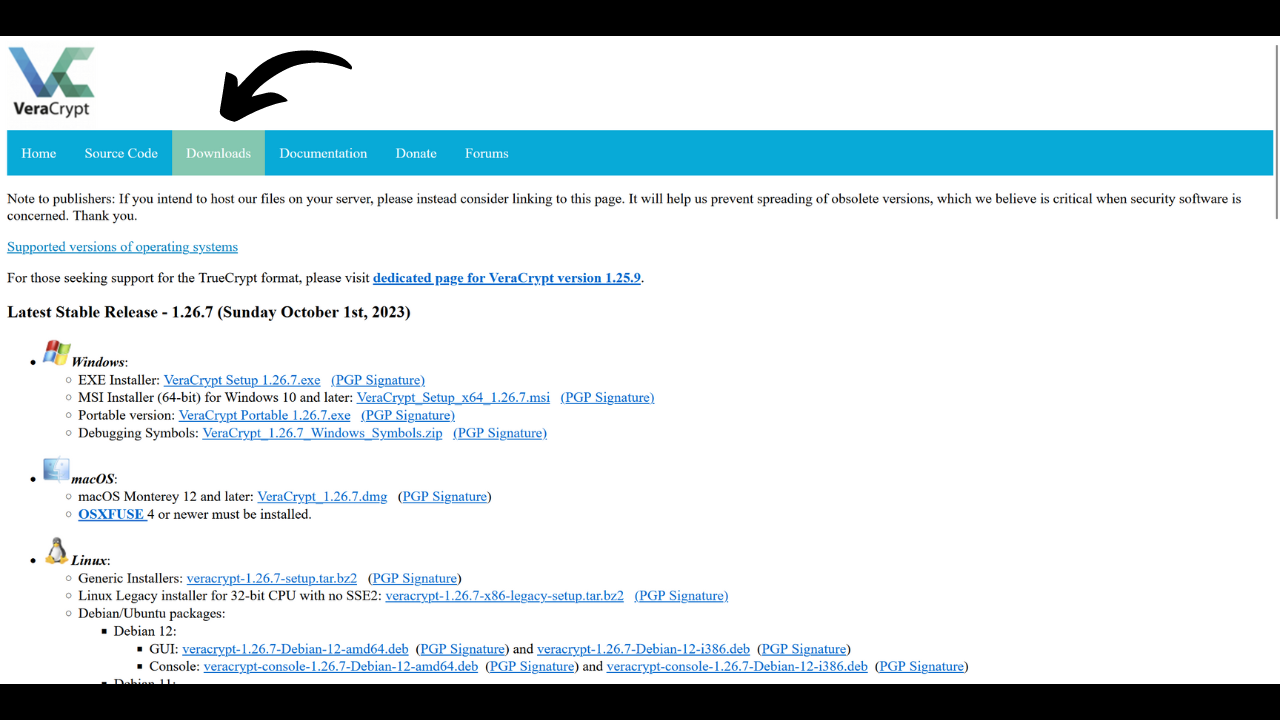 VeraCrypt
Home Source Code Downloads Documentation Donate Forums
Note to publishers: If you intend to host our files on your server, please instead consider linking to this page. It will help us prevent spreading of obsolete versions, which we believe is critical when security software is
concerned. Thank you.
Supported versions of operating systems
For those seeking support for the TrueCrypt format, please visit dedicated page for VeraCrypt version 1.25.9.
Latest Stable Release - 1.26.7 (Sunday October 1st, 2023)
Windows:
EXE Installer: VeraCrypt Setup 1.26.7.exe (PGP Signature)
MSI Installer (64-bit) for Windows 10 and later: VeraCrypt_Setup_x64_1.26.7.msi (PGP Signature)
Portable version: VeraCrypt Portable 1.26.7.exe (PGP Signature)
Debugging Symbols: VeraCrypt_1.26.7_Windows_Symbols.zip (PGP Signature)
macOS:
macOS Monterey 12 and later: VeraCrypt_1.26.7.dmg (PGP Signature)
OSXFUSE 4 or newer must be installed.
Linux:
Generic Installers: veracrypt-1.26.7-setup.tar.bz2 (PGP Signature)
Linux Legacy installer for 32-bit CPU with no SSE2: veracrypt-1.26.7-x86-legacy-setup.tar.bz2 (PGP Signature)
Debian/Ubuntu packages:
Debian 12:
GUI: veracrypt-1.26.7-Debian-12-amd64.deb (PGP Signature) and veracrypt-1.26.7-Debian-12-i386.deb (PGP Signature)
Console: veracrypt-console-1.26.7-Debian-12-amd64.deb (PGP Signature) and veracrypt-console-1.26.7-Debian-12-i386.deb (PGP Signature)
Debian 11: